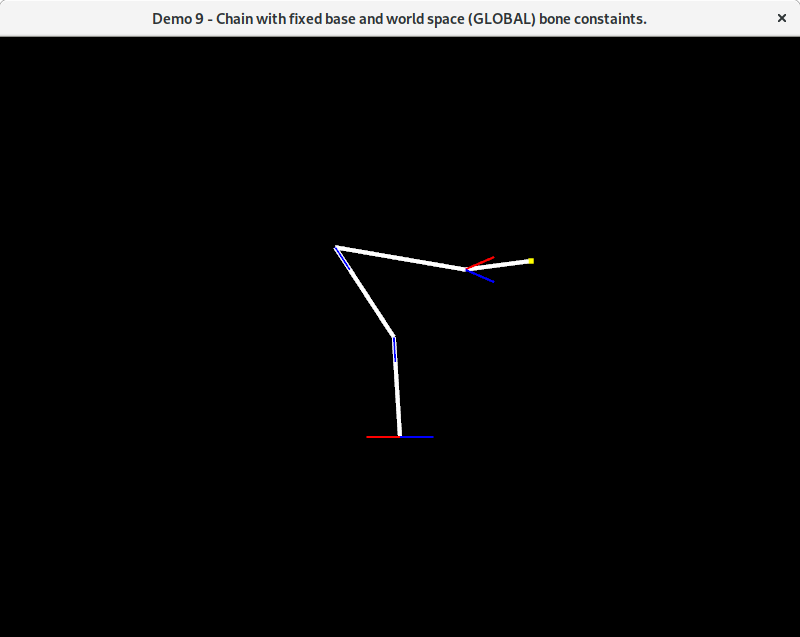 Demo 9 - Chain with fixed base and world space (GLOBAL) bone constaints.